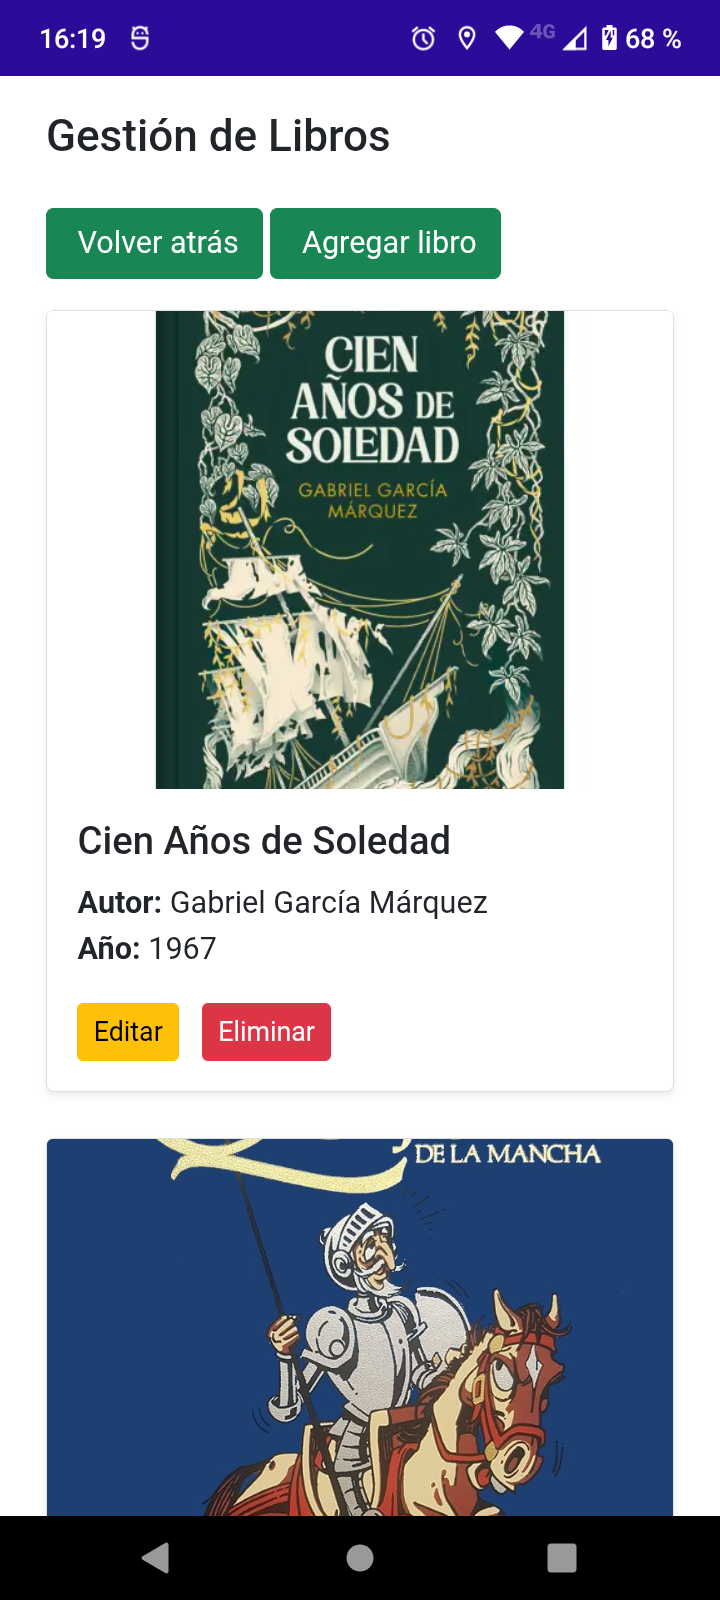 16:19 4G 68 %
Gestión de Libros
Volver atrás Agregar libro
CIEN
AÑOS DE
SOLEDAD
GABRIEL GARCÍA
MÁRQUEZ
Cien Años de Soledad
Autor: Gabriel García Márquez
Año: 1967
Editar Eliminar
DE LA MANCHA